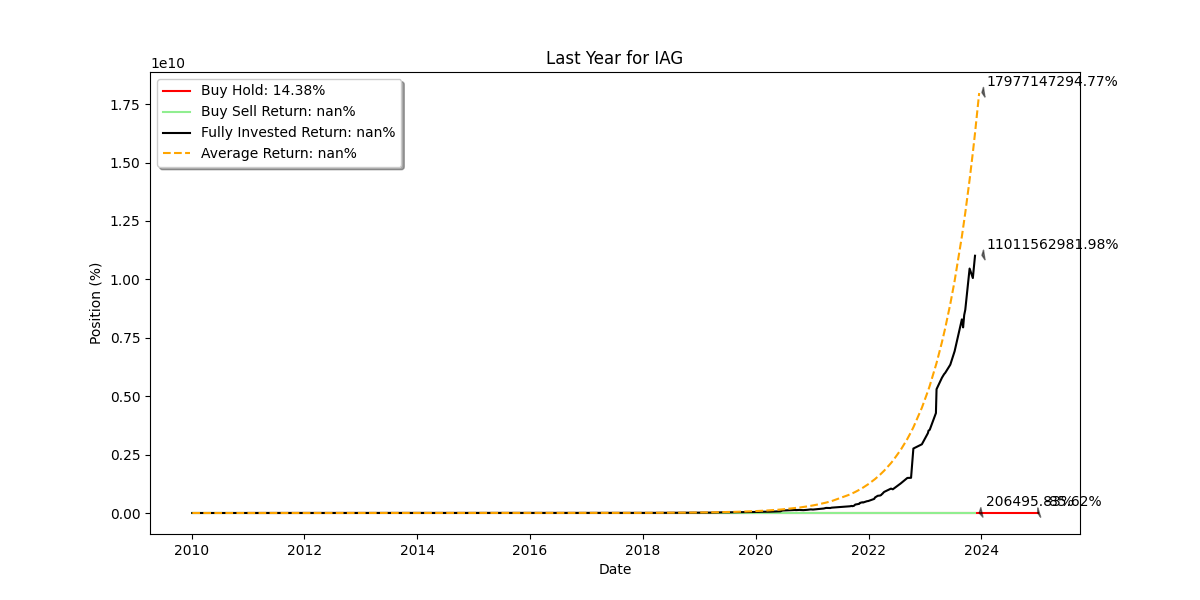 Last Year for IAG
1e10
Buy Hold: 14.38%
Buy Sell Return: nan%
Fully Invested Return: nan%
Average Return: nan%
17977147294.77%
11011562981.98%
206495.83%
1.75
1.50
1.25
1.00
0.75
0.50
0.25
0.00
Position (%)
2010 2012 2014 2016 2018 2020 2022 2024
Date